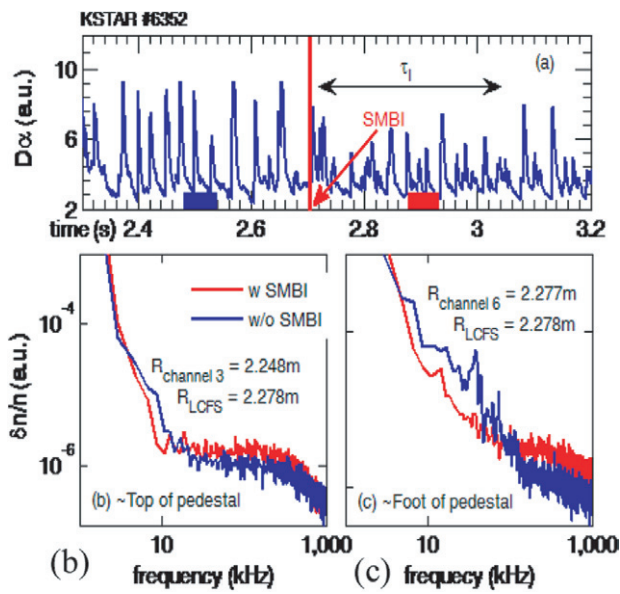 KSTAR #6352
12
10
(a)
τI
Dα (a.u.)
SMBI
6
2
time (s) 2.4 2.6 2.8 3 3.2
w SMBI
w/o SMBI
10-4
Rchannel 3 = 2.248m
RLCFS = 2.278m
δn/n (a.u.)
10-6
(b) ~Top of pedestal
10 1,000
(b) frequency (kHz)
Rchannel 6 = 2.277m
RLCFS = 2.278m
(c) ~Foot of pedestal
10 1,000
(c) frequecy (kHz)